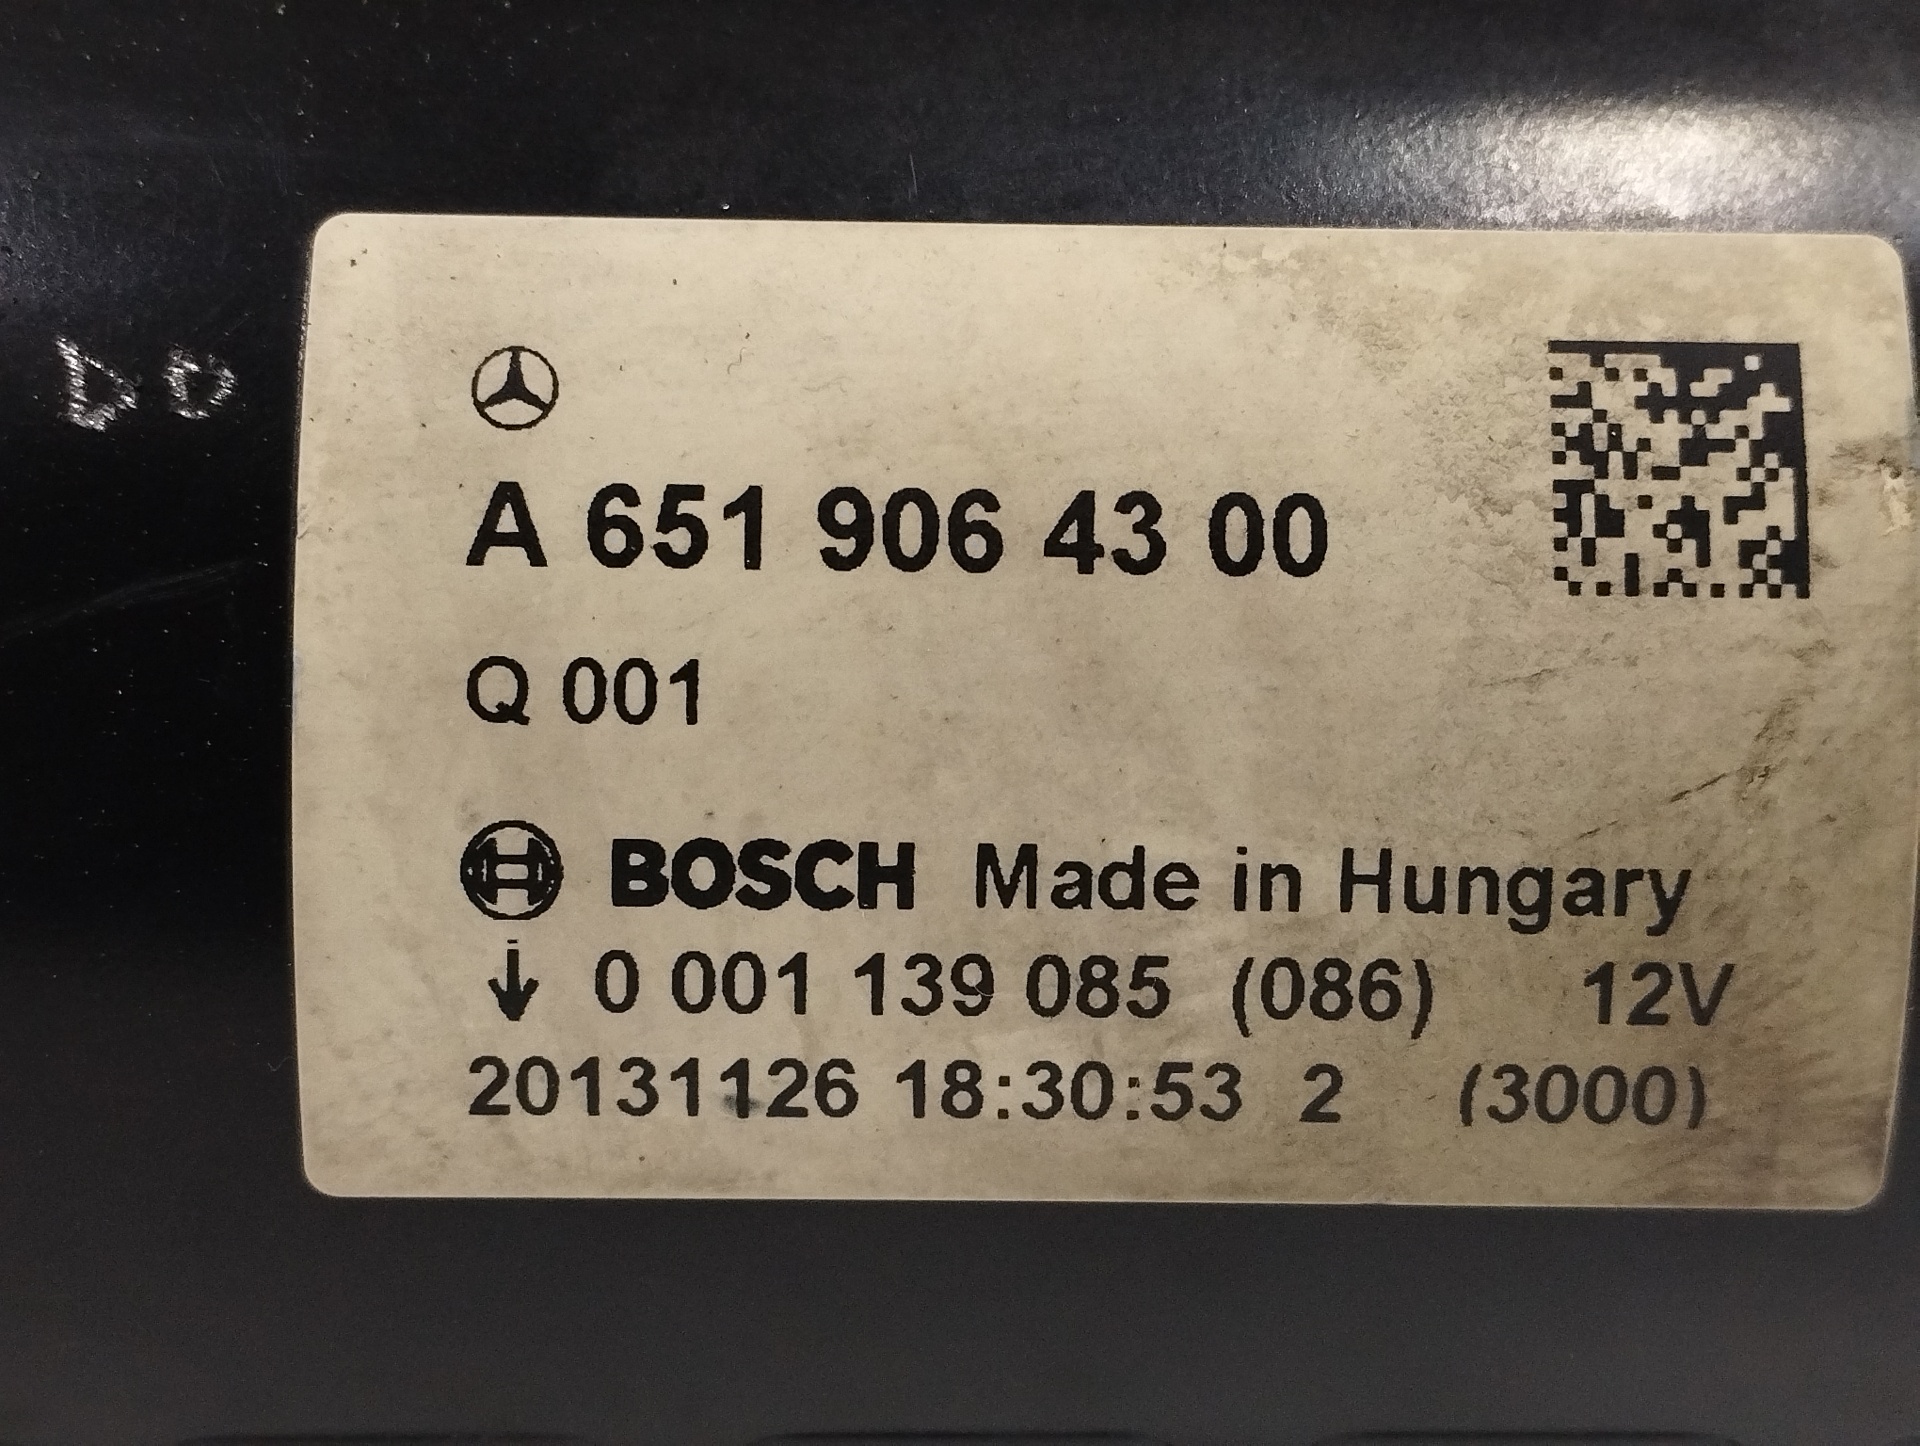 A 651 906 43 00
Q 001
BOSCH Made in Hungary
0 001 139 085 (086) 12V
20131126 18:30:53 2 (3000)